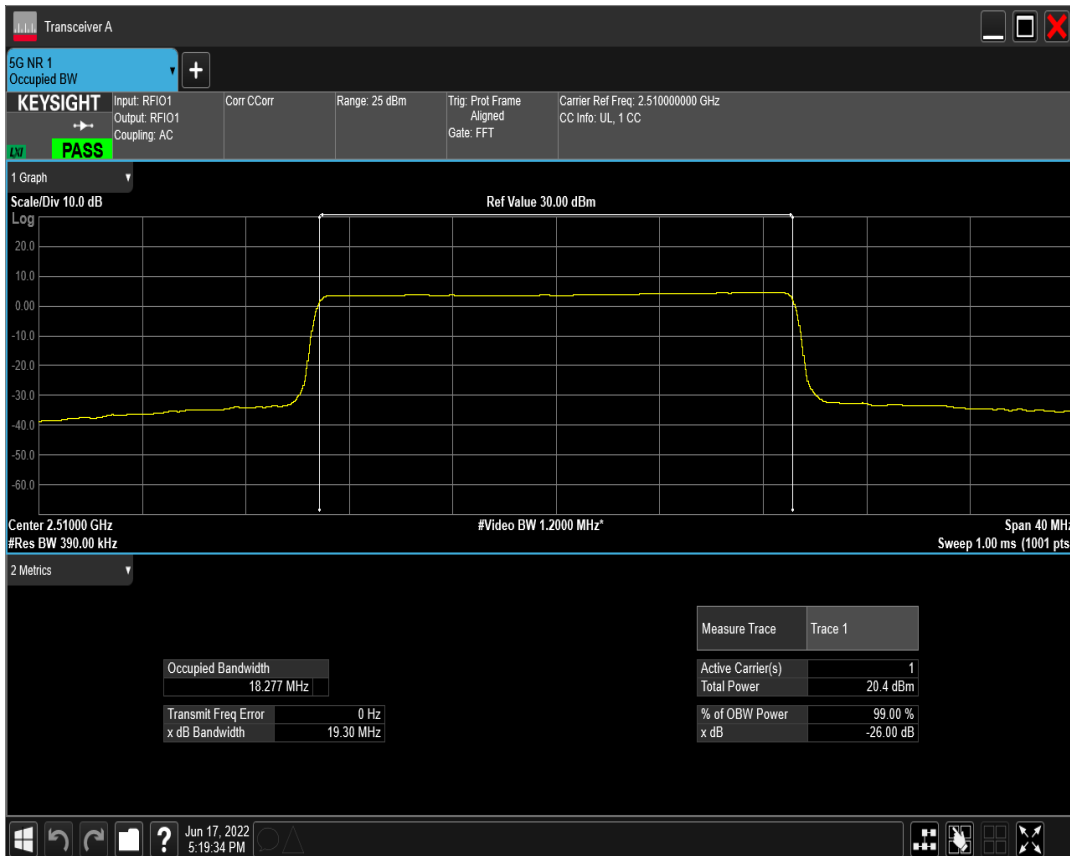 Transceiver A
5G NR 1
Occupied BW
+
KEYSIGHT
LXI
PASS
Input: RFIO1
Output: RFIO1
Coupling: AC
Corr CCorr
Range: 25 dBm
Trig: Prot Frame
Aligned
Gate: FFT
Carrier Ref Freq: 2.510000000 GHz
CC Info: UL, 1 CC
1 Graph
Scale/Div 10.0 dB
Ref Value 30.00 dBm
Log
20.0
10.0
0.00
-10.0
-20.0
-30.0
-40.0
-50.0
-60.0
Center 2.51000 GHz
#Video BW 1.2000 MHz*
Span 40 MHz
#Res BW 390.00 kHz
Sweep 1.00 ms (1001 pts
2 Metrics
Measure Trace
Trace 1
Occupied Bandwidth
18.277 MHz
Transmit Freq Error 0 Hz
x dB Bandwidth 19.30 MHz
Active Carrier(s) 1
Total Power 20.4 dBm
% of OBW Power 99.00 %
x dB -26.00 dB
?
Jun 17, 2022
5:19:34 PM